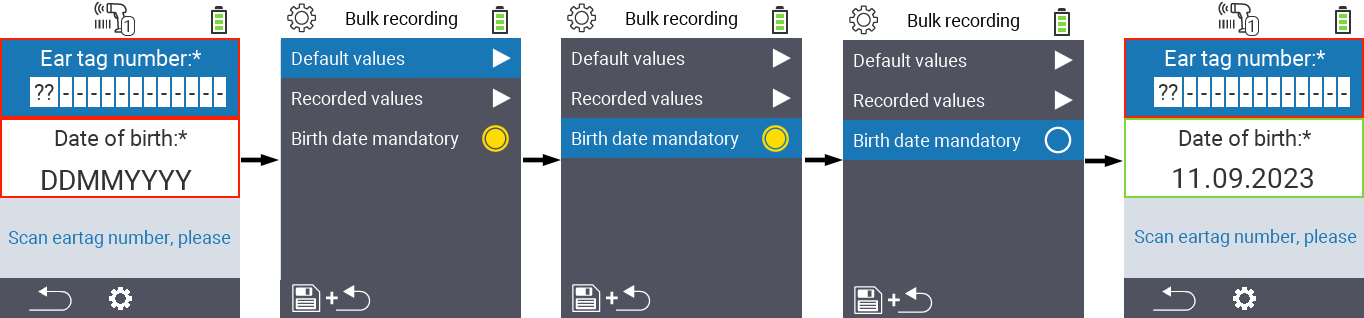 1
Ear tag number:*
??------------
Date of birth:*
DDMMYYYY
Scan eartag number, please
Bulk recording
Default values
Recorded values
Birth date mandatory
+
Bulk recording
Default values
Recorded values
Birth date mandatory
+
Bulk recording
Default values
Recorded values
Birth date mandatory
+
1
Ear tag number:*
??------------
Date of birth:*
11.09.2023
Scan eartag number, please